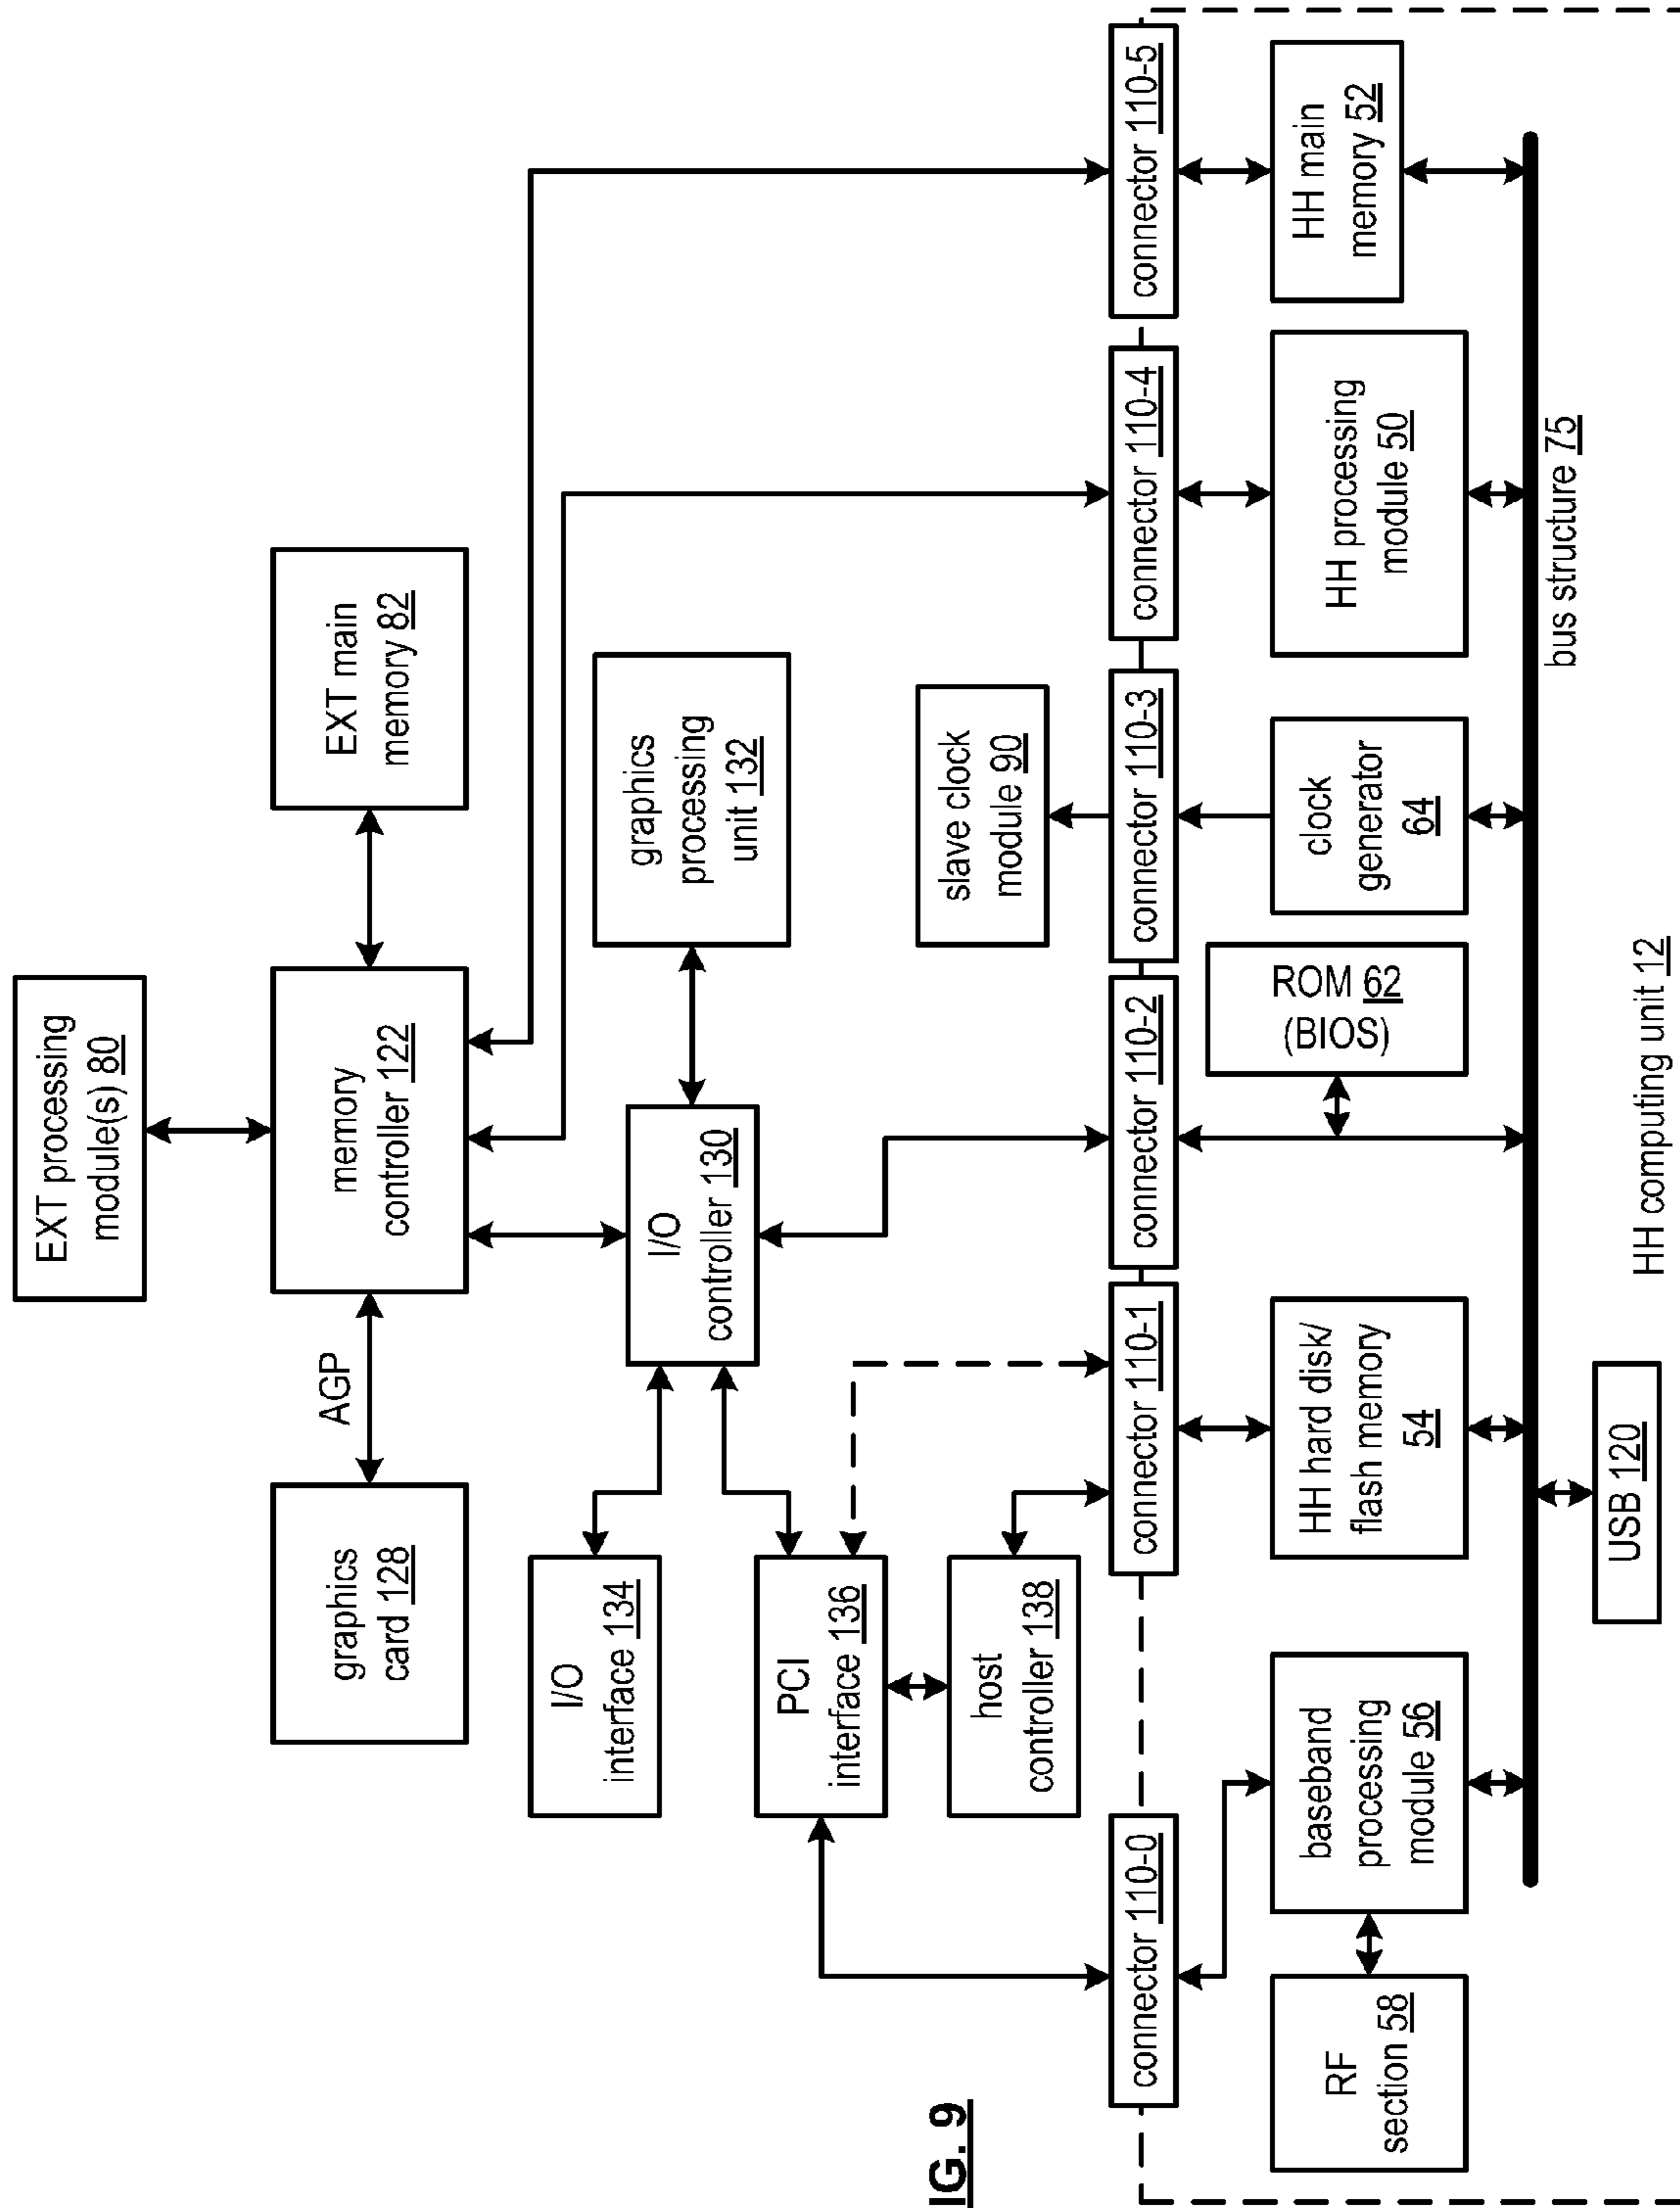 EXT processing
module(s) 80
graphics
card 128
AGP
memory
controller 122
EXT main
memory 82
I/O
interface 134
I/O
controller 130
graphics
processing
unit 132
PCI
interface 136
host
controller 138
slave clock
module 90
IG. 9
connector 110-0
connector 110-1
connector 110-2
connector 110-3
connector 110-4
connector 110-5
RF
section 58
baseband
processing
module 56
HH hard disk/
flash memory
54
ROM 62
(BIOS)
clock
generator
64
HH processing
module 50
HH main
memory 52
bus structure 75
USB 120
HH computing unit 12